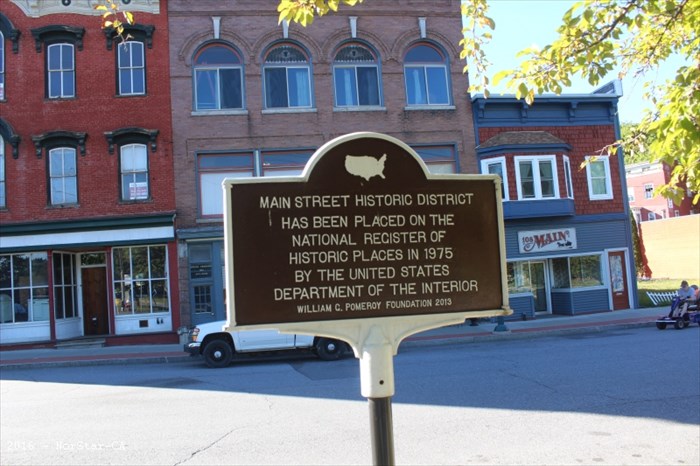 MAIN STREET HISTORIC DISTRICT
HAS BEEN PLACED ON THE
NATIONAL REGISTER OF
HISTORIC PLACES IN 1975
BY THE UNITED STATES
DEPARTMENT OF THE INTERIOR
WILLIAM G. POMEROY FOUNDATION 2013
108 MAIN
2016 - NorStar-CA